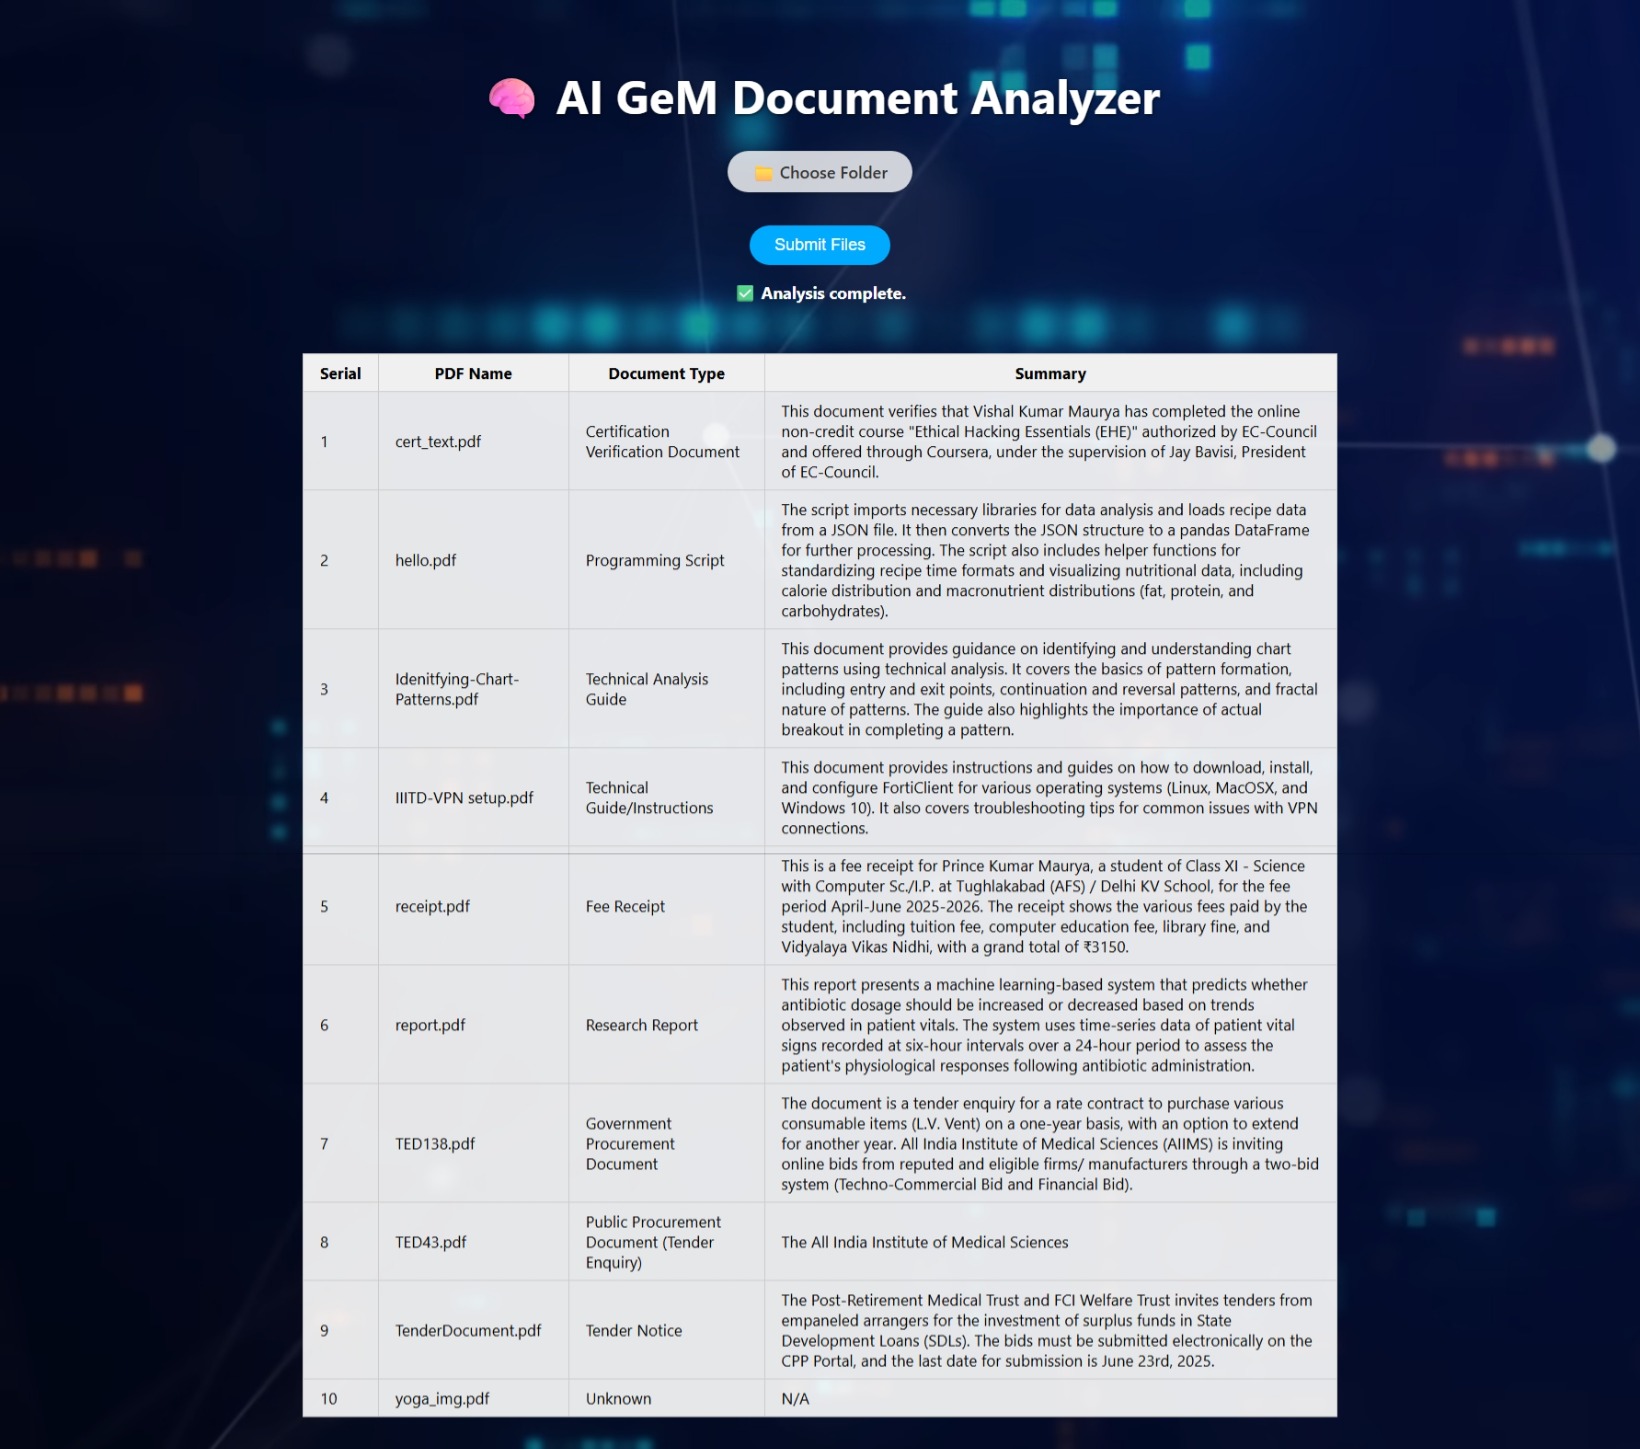 AI GeM Document Analyzer
Choose Folder
Submit Files
Analysis complete.
Serial PDF Name Document Type Summary
1 cert_text.pdf Certification Verification Document This document verifies that Vishal Kumar Maurya has completed the online
non-credit course "Ethical Hacking Essentials (EHE)" authorized by EC-Council
and offered through Coursera, under the supervision of Jay Bavisi, President
of EC-Council.
2 hello.pdf Programming Script The script imports necessary libraries for data analysis and loads recipe data
from a JSON file. It then converts the JSON structure to a pandas DataFrame
for further processing. The script also includes helper functions for
standardizing recipe time formats and visualizing nutritional data, including
calorie distribution and macronutrient distributions (fat, protein, and
carbohydrates).
3 Idenitfying-Chart-Patterns.pdf Technical Analysis Guide This document provides guidance on identifying and understanding chart
patterns using technical analysis. It covers the basics of pattern formation,
including entry and exit points, continuation and reversal patterns, and fractal
nature of patterns. The guide also highlights the importance of actual
breakout in completing a pattern.
4 IIITD-VPN setup.pdf Technical Guide/Instructions This document provides instructions and guides on how to download, install,
and configure FortiClient for various operating systems (Linux, MacOSX, and
Windows 10). It also covers troubleshooting tips for common issues with VPN
connections.
5 receipt.pdf Fee Receipt This is a fee receipt for Prince Kumar Maurya, a student of Class XI - Science
with Computer Sc./I.P. at Tughlakabad (AFS) / Delhi KV School, for the fee
period April-June 2025-2026. The receipt shows the various fees paid by the
student, including tuition fee, computer education fee, library fine, and
Vidyalaya Vikas Nidhi, with a grand total of ₹3150.
6 report.pdf Research Report This report presents a machine learning-based system that predicts whether
antibiotic dosage should be increased or decreased based on trends
observed in patient vitals. The system uses time-series data of patient vital
signs recorded at six-hour intervals over a 24-hour period to assess the
patient's physiological responses following antibiotic administration.
7 TED138.pdf Government Procurement Document The document is a tender enquiry for a rate contract to purchase various
consumable items (L.V. Vent) on a one-year basis, with an option to extend
for another year. All India Institute of Medical Sciences (AIIMS) is inviting
online bids from reputed and eligible firms/ manufacturers through a two-bid
system (Techno-Commercial Bid and Financial Bid).
8 TED43.pdf Public Procurement Document (Tender Enquiry) The All India Institute of Medical Sciences
9 TenderDocument.pdf Tender Notice The Post-Retirement Medical Trust and FCI Welfare Trust invites tenders from
empaneled arrangers for the investment of surplus funds in State
Development Loans (SDLs). The bids must be submitted electronically on the
CPP Portal, and the last date for submission is June 23rd, 2025.
10 yoga_img.pdf Unknown N/A